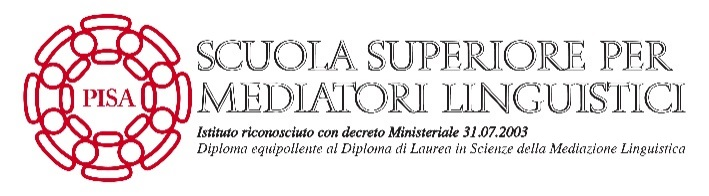 PISA
SCUOLA SUPERIORE PER
MEDIATORI LINGUISTICI
Istituto riconosciuto con decreto Ministeriale 31.07.2003
Diploma equipollente al Diploma di Laurea in Scienze della Mediazione Linguistica